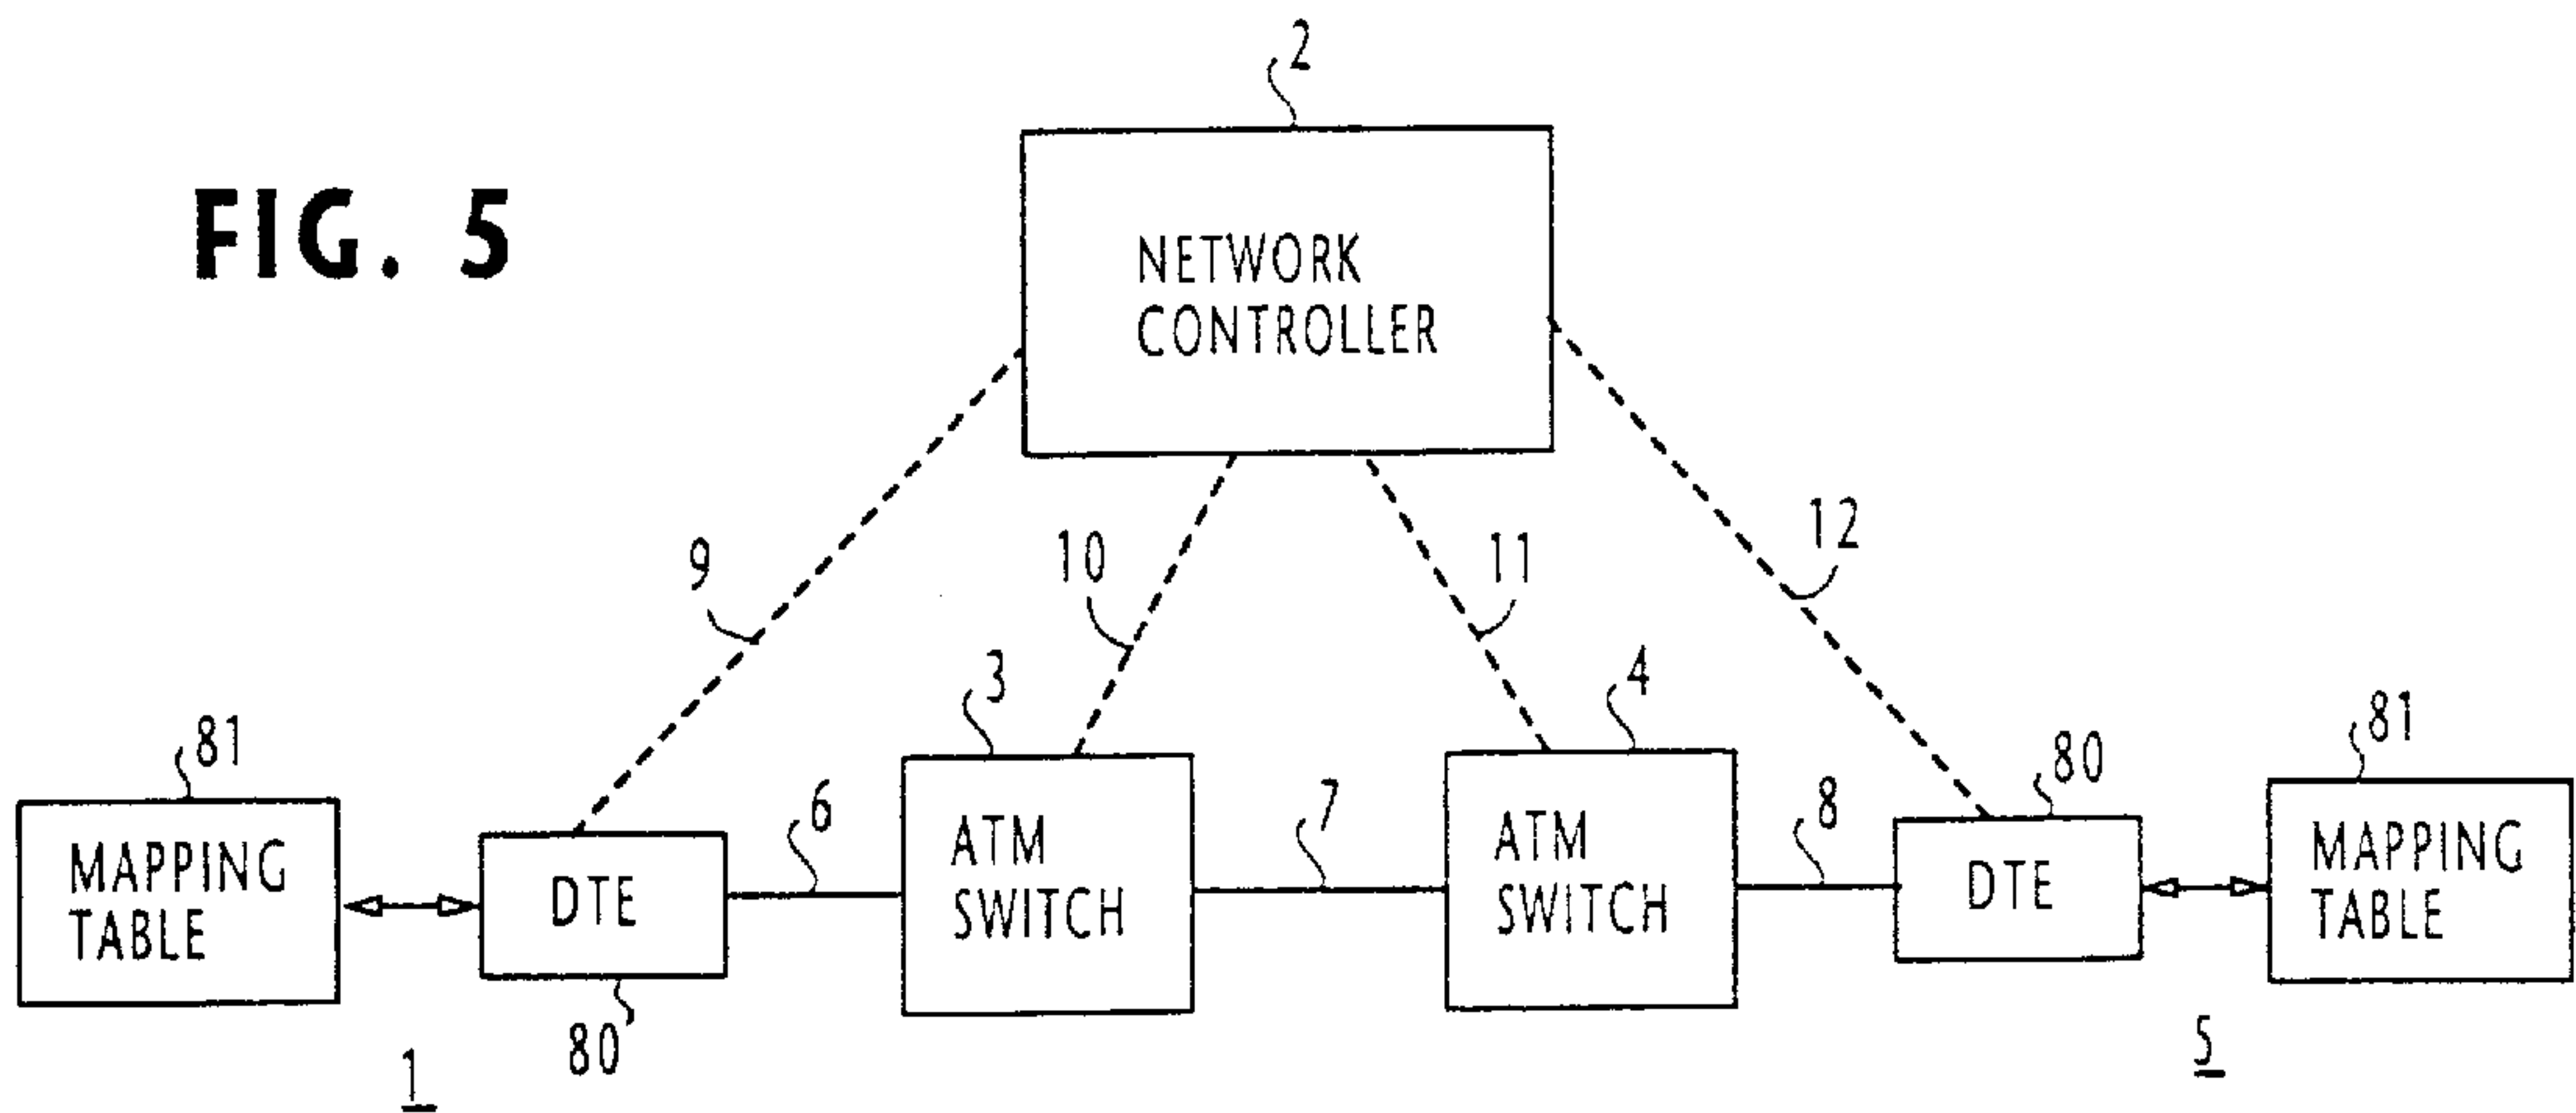 2
FIG. 5
NETWORK
CONTROLLER
9
10
11
12
81
3
4
80
81
MAPPING
TABLE
DTE
6
ATM
SWITCH
7
ATM
SWITCH
8
DTE
MAPPING
TABLE
80
1
5